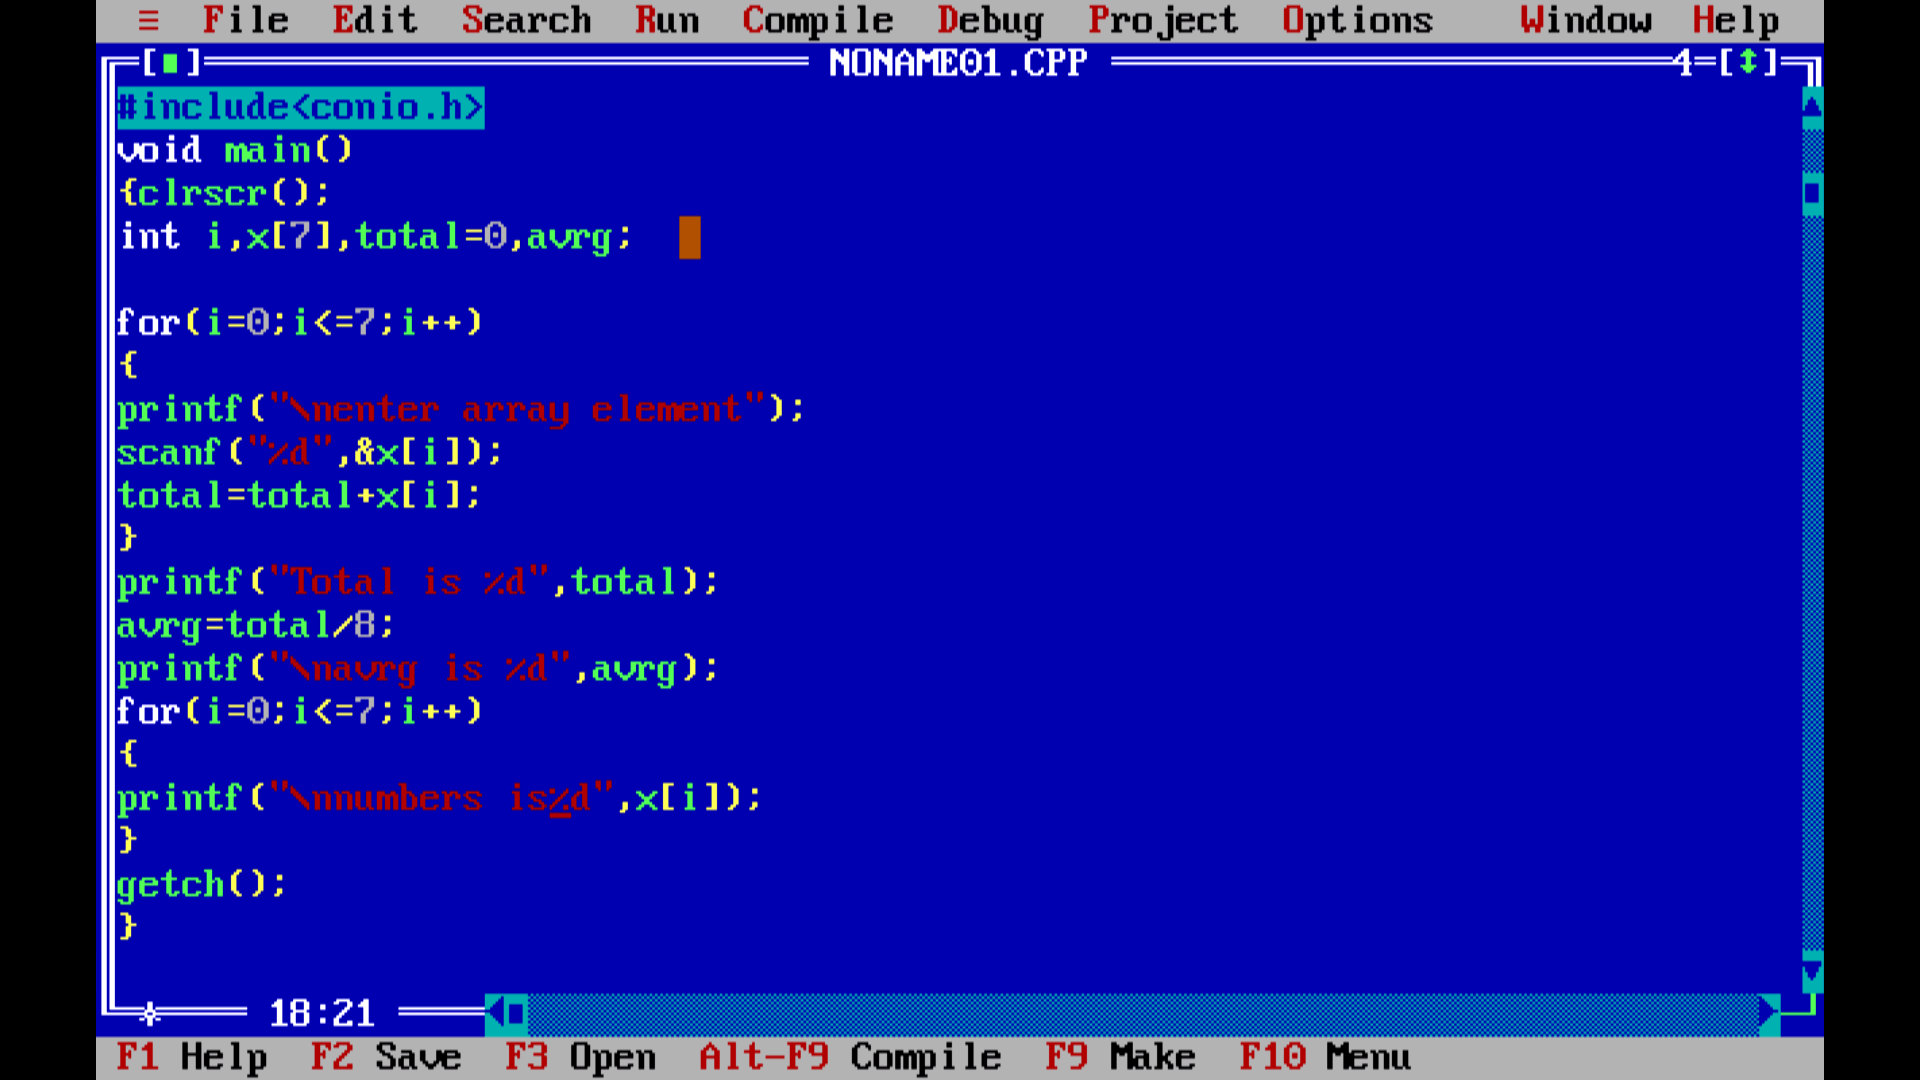 ≡ File Edit Search Run Compile Debug Project Options Window Help
[■] NONAME01.CPP 4=[↕]
#include<conio.h>
void main()
{clrscr();
int i,x[7],total=0,avrg;
for(i=0;i<=7;i++)
{
printf("\nenter array element");
scanf("%d",&x[i]);
total=total+x[i];
}
printf("Total is %d",total);
avrg=total/8;
printf("\navrg is %d",avrg);
for(i=0;i<=7;i++)
{
printf("\nnumbers is%d",x[i]);
}
getch();
}
18:21
F1 Help F2 Save F3 Open Alt-F9 Compile F9 Make F10 Menu